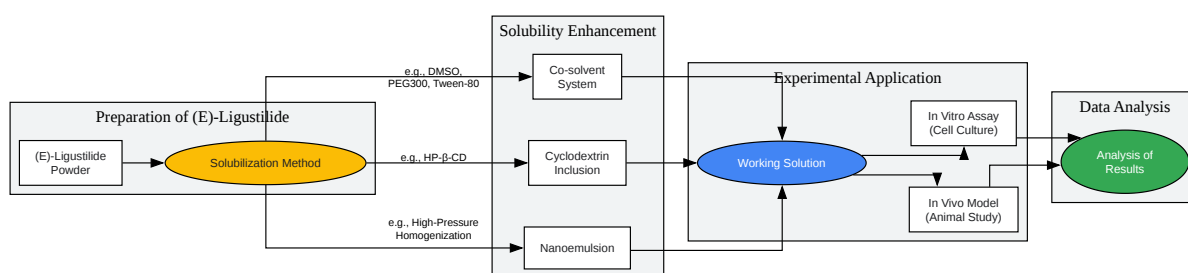 Preparation of (E)-Ligustilide
(E)-Ligustilide
Powder
Solubilization Method
e.g., DMSO,
PEG300, Tween-80
e.g., HP-β-CD
e.g., High-Pressure
Homogenization
Solubility Enhancement
Co-solvent
System
Cyclodextrin
Inclusion
Nanoemulsion
Experimental Application
Working Solution
In Vitro Assay
(Cell Culture)
In Vivo Model
(Animal Study)
Data Analysis
Analysis of
Results